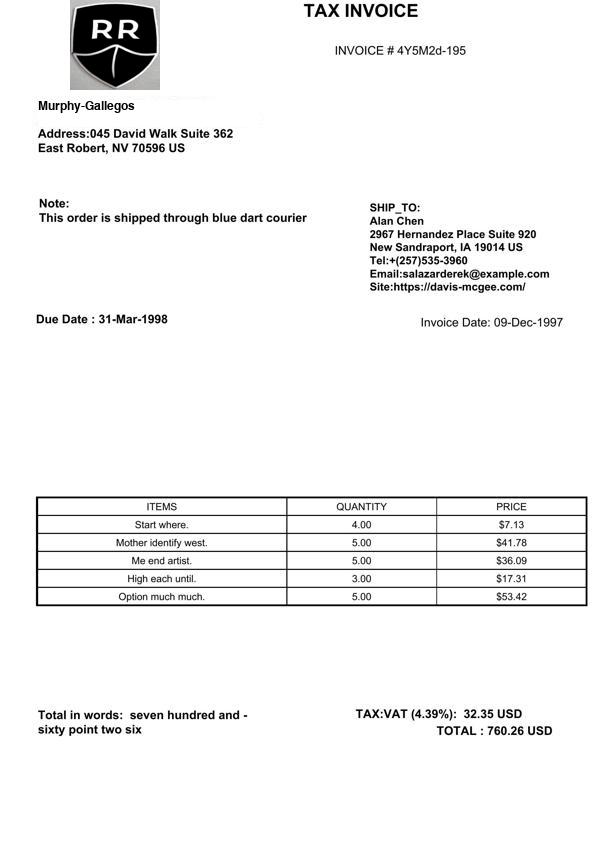 RR
TAX INVOICE
INVOICE # 4Y5M2d-195
Murphy-Gallegos
Address:045 David Walk Suite 362
East Robert, NV 70596 US
Note:
This order is shipped through blue dart courier
SHIP_TO:
Alan Chen
2967 Hernandez Place Suite 920
New Sandraport, IA 19014 US
Tel:+(257)535-3960
Email:salazarderek@example.com
Site:https://davis-mcgee.com/
Due Date : 31-Mar-1998
Invoice Date: 09-Dec-1997
ITEMS QUANTITY PRICE
Start where. 4.00 $7.13
Mother identify west. 5.00 $41.78
Me end artist. 5.00 $36.09
High each until. 3.00 $17.31
Option much much. 5.00 $53.42
Total in words: seven hundred and -
sixty point two six
TAX:VAT (4.39%): 32.35 USD
TOTAL : 760.26 USD